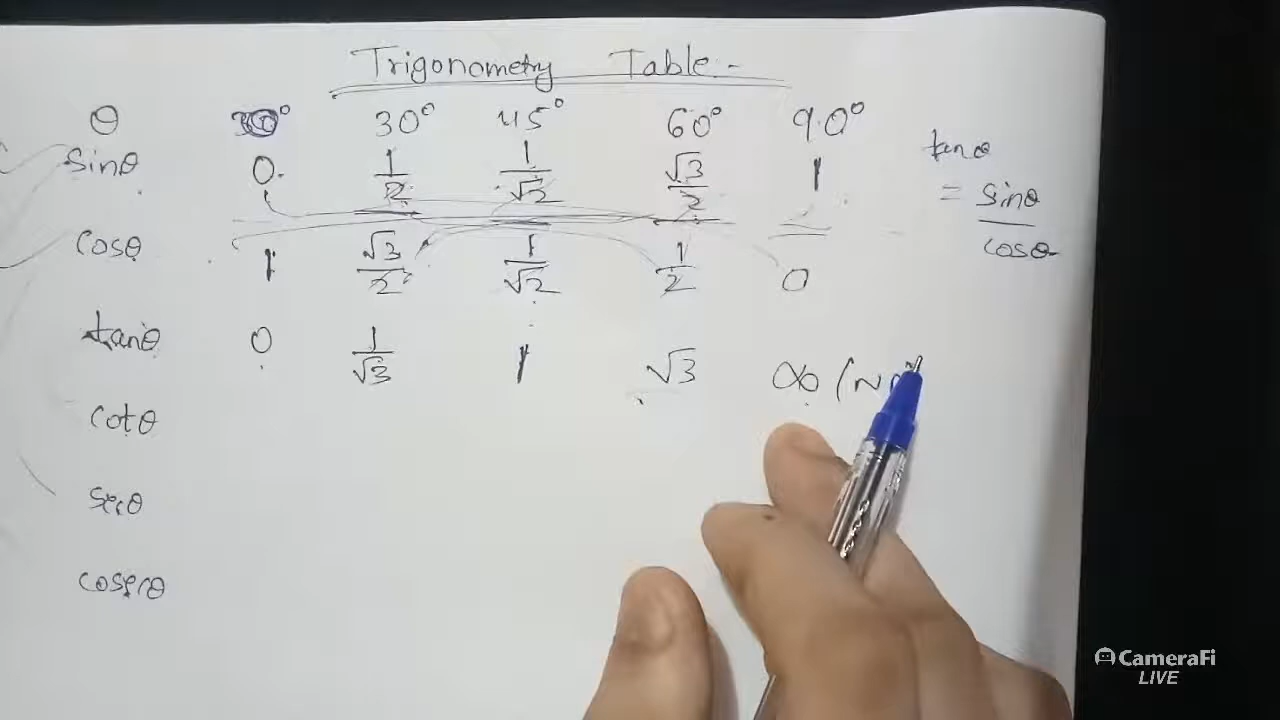 Trigonometry Table :-
θ 0° 30° 45° 60° 90°
sinθ 0 1/2 1/√2 √3/2 1
cosθ 1 √3/2 1/√2 1/2 0
tanθ 0 1/√3 1 √3 ∞ (
cotθ
secθ
cosecθ
tanθ
= sinθ/cosθ
CameraFi
LIVE